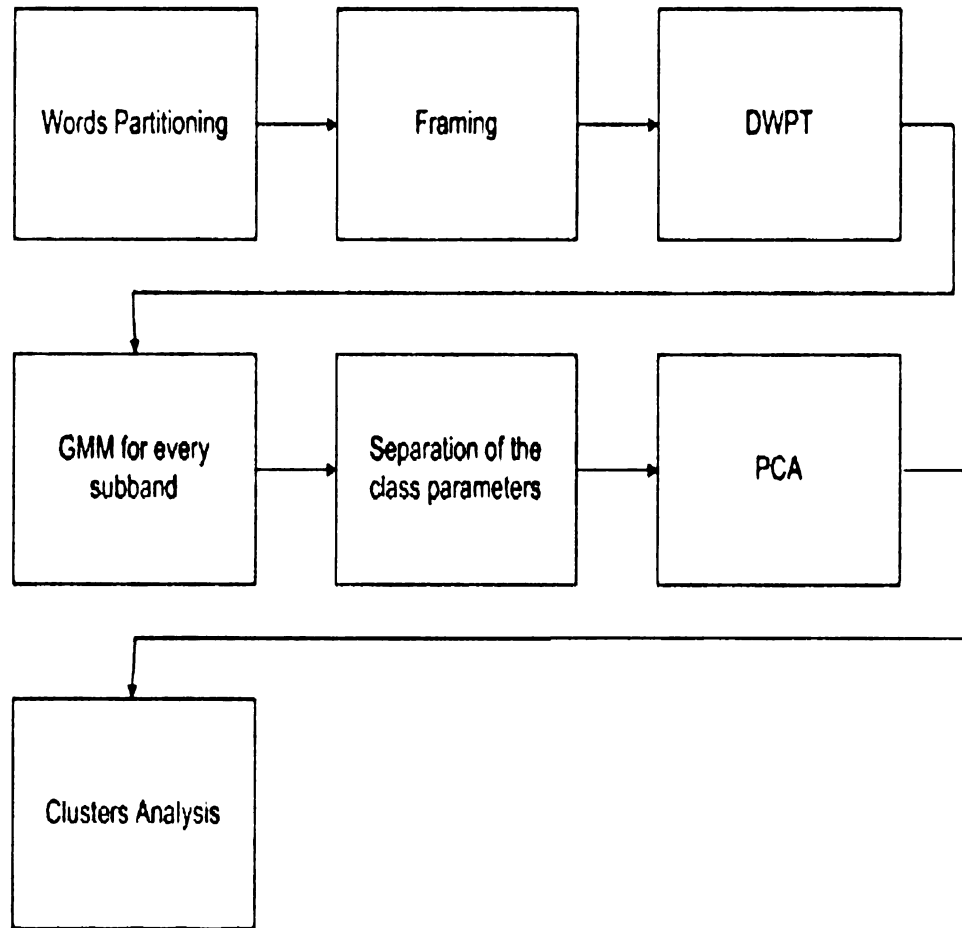 Words Partitioning
Framing
DWPT
GMM for every
subband
Separation of the
class parameters
PCA
Clusters Analysis